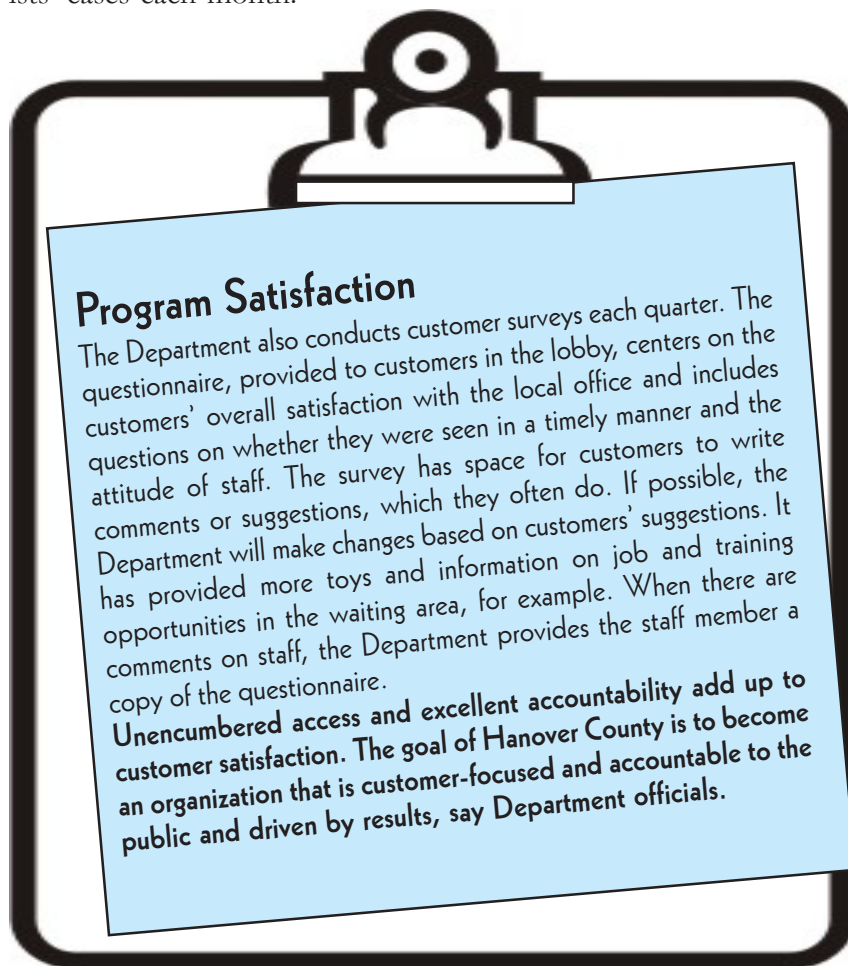 ists' cases each month.
Program Satisfaction
The Department also conducts customer surveys each quarter. The
questionnaire, provided to customers in the lobby, centers on the
customers' overall satisfaction with the local office and includes
questions on whether they were seen in a timely manner and the
attitude of staff. The survey has space for customers to write
comments or suggestions, which they often do. If possible, the
Department will make changes based on customers' suggestions. It
has provided more toys and information on job and training
opportunities in the waiting area, for example. When there are
comments on staff, the Department provides the staff member a
copy of the questionnaire.
Unencumbered access and excellent accountability add up to
customer satisfaction. The goal of Hanover County is to become
an organization that is customer-focused and accountable to the
public and driven by results, say Department officials.